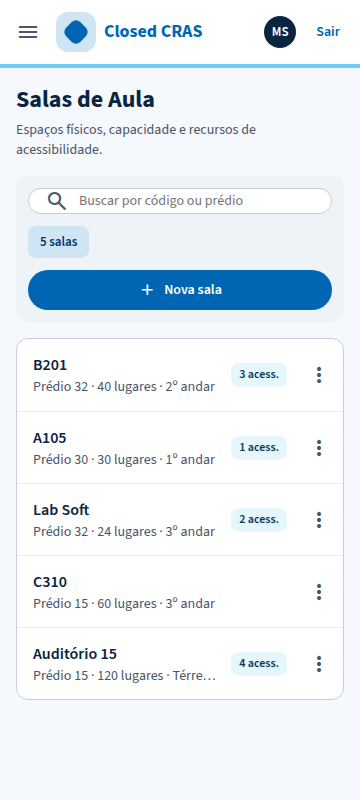 Closed CRAS
MS
Sair
Salas de Aula
Espaços físicos, capacidade e recursos de
acessibilidade.
Buscar por código ou prédio
5 salas
Nova sala
B201
Prédio 32 · 40 lugares · 2º andar
3 acess.
A105
Prédio 30 · 30 lugares · 1º andar
1 acess.
Lab Soft
Prédio 32 · 24 lugares · 3º andar
2 acess.
C310
Prédio 15 · 60 lugares · 3º andar
Auditório 15
Prédio 15 · 120 lugares · Térre…
4 acess.